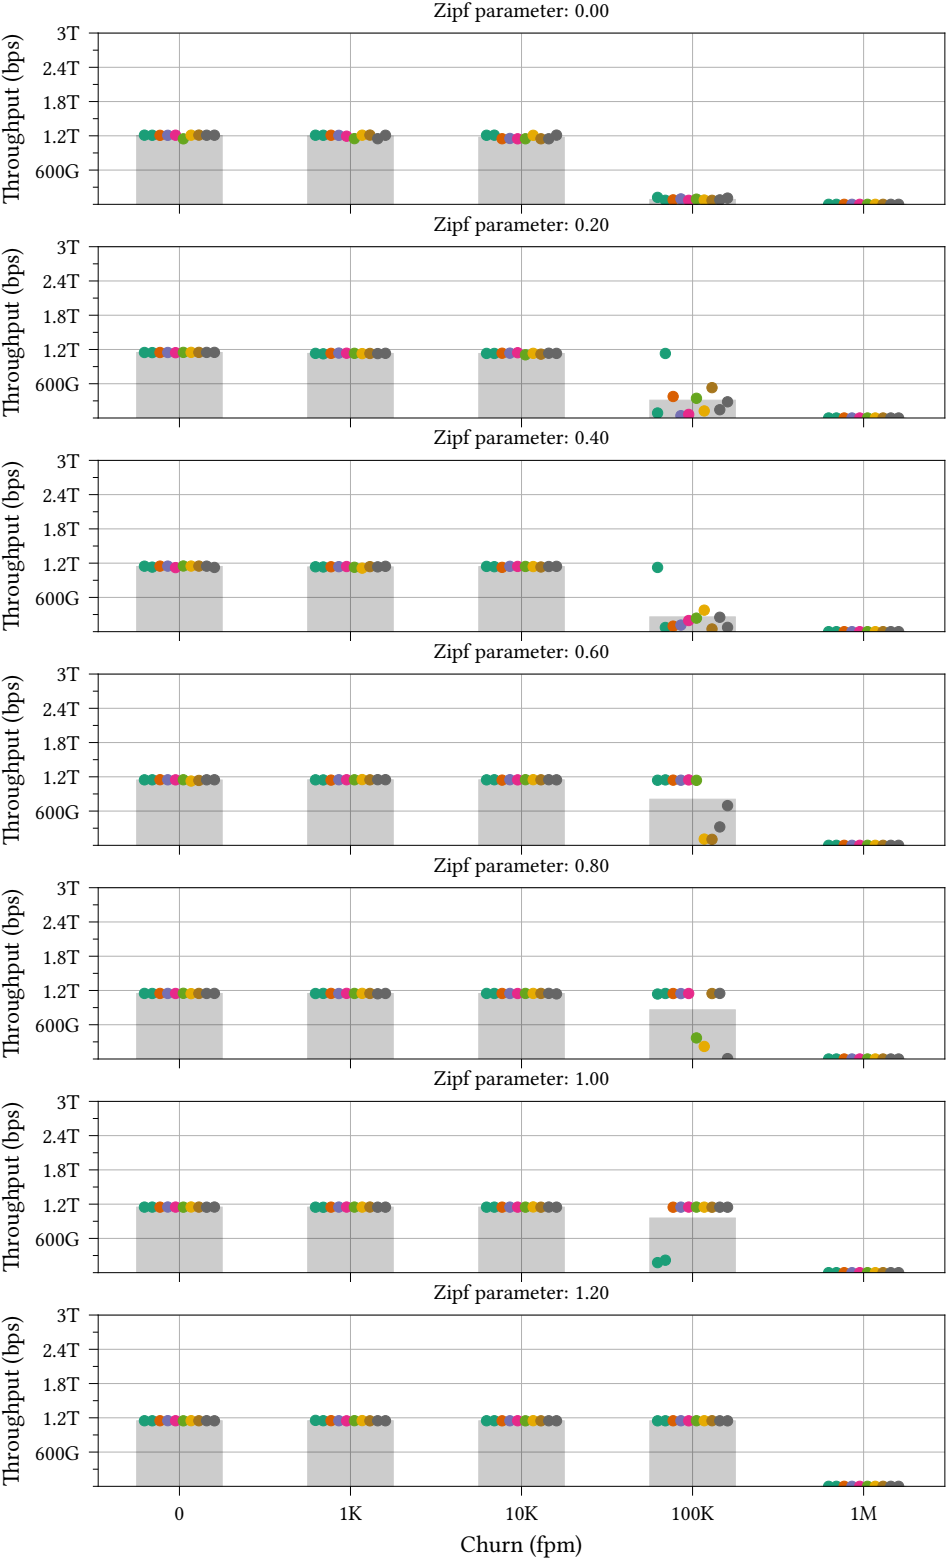 Zipf parameter: 0.00
Throughput (bps)
3T
2.4T
1.8T
1.2T
600G
Zipf parameter: 0.20
Throughput (bps)
3T
2.4T
1.8T
1.2T
600G
Zipf parameter: 0.40
Throughput (bps)
3T
2.4T
1.8T
1.2T
600G
Zipf parameter: 0.60
Throughput (bps)
3T
2.4T
1.8T
1.2T
600G
Zipf parameter: 0.80
Throughput (bps)
3T
2.4T
1.8T
1.2T
600G
Zipf parameter: 1.00
Throughput (bps)
3T
2.4T
1.8T
1.2T
600G
Zipf parameter: 1.20
Throughput (bps)
3T
2.4T
1.8T
1.2T
600G
0 1K 10K 100K 1M
Churn (fpm)